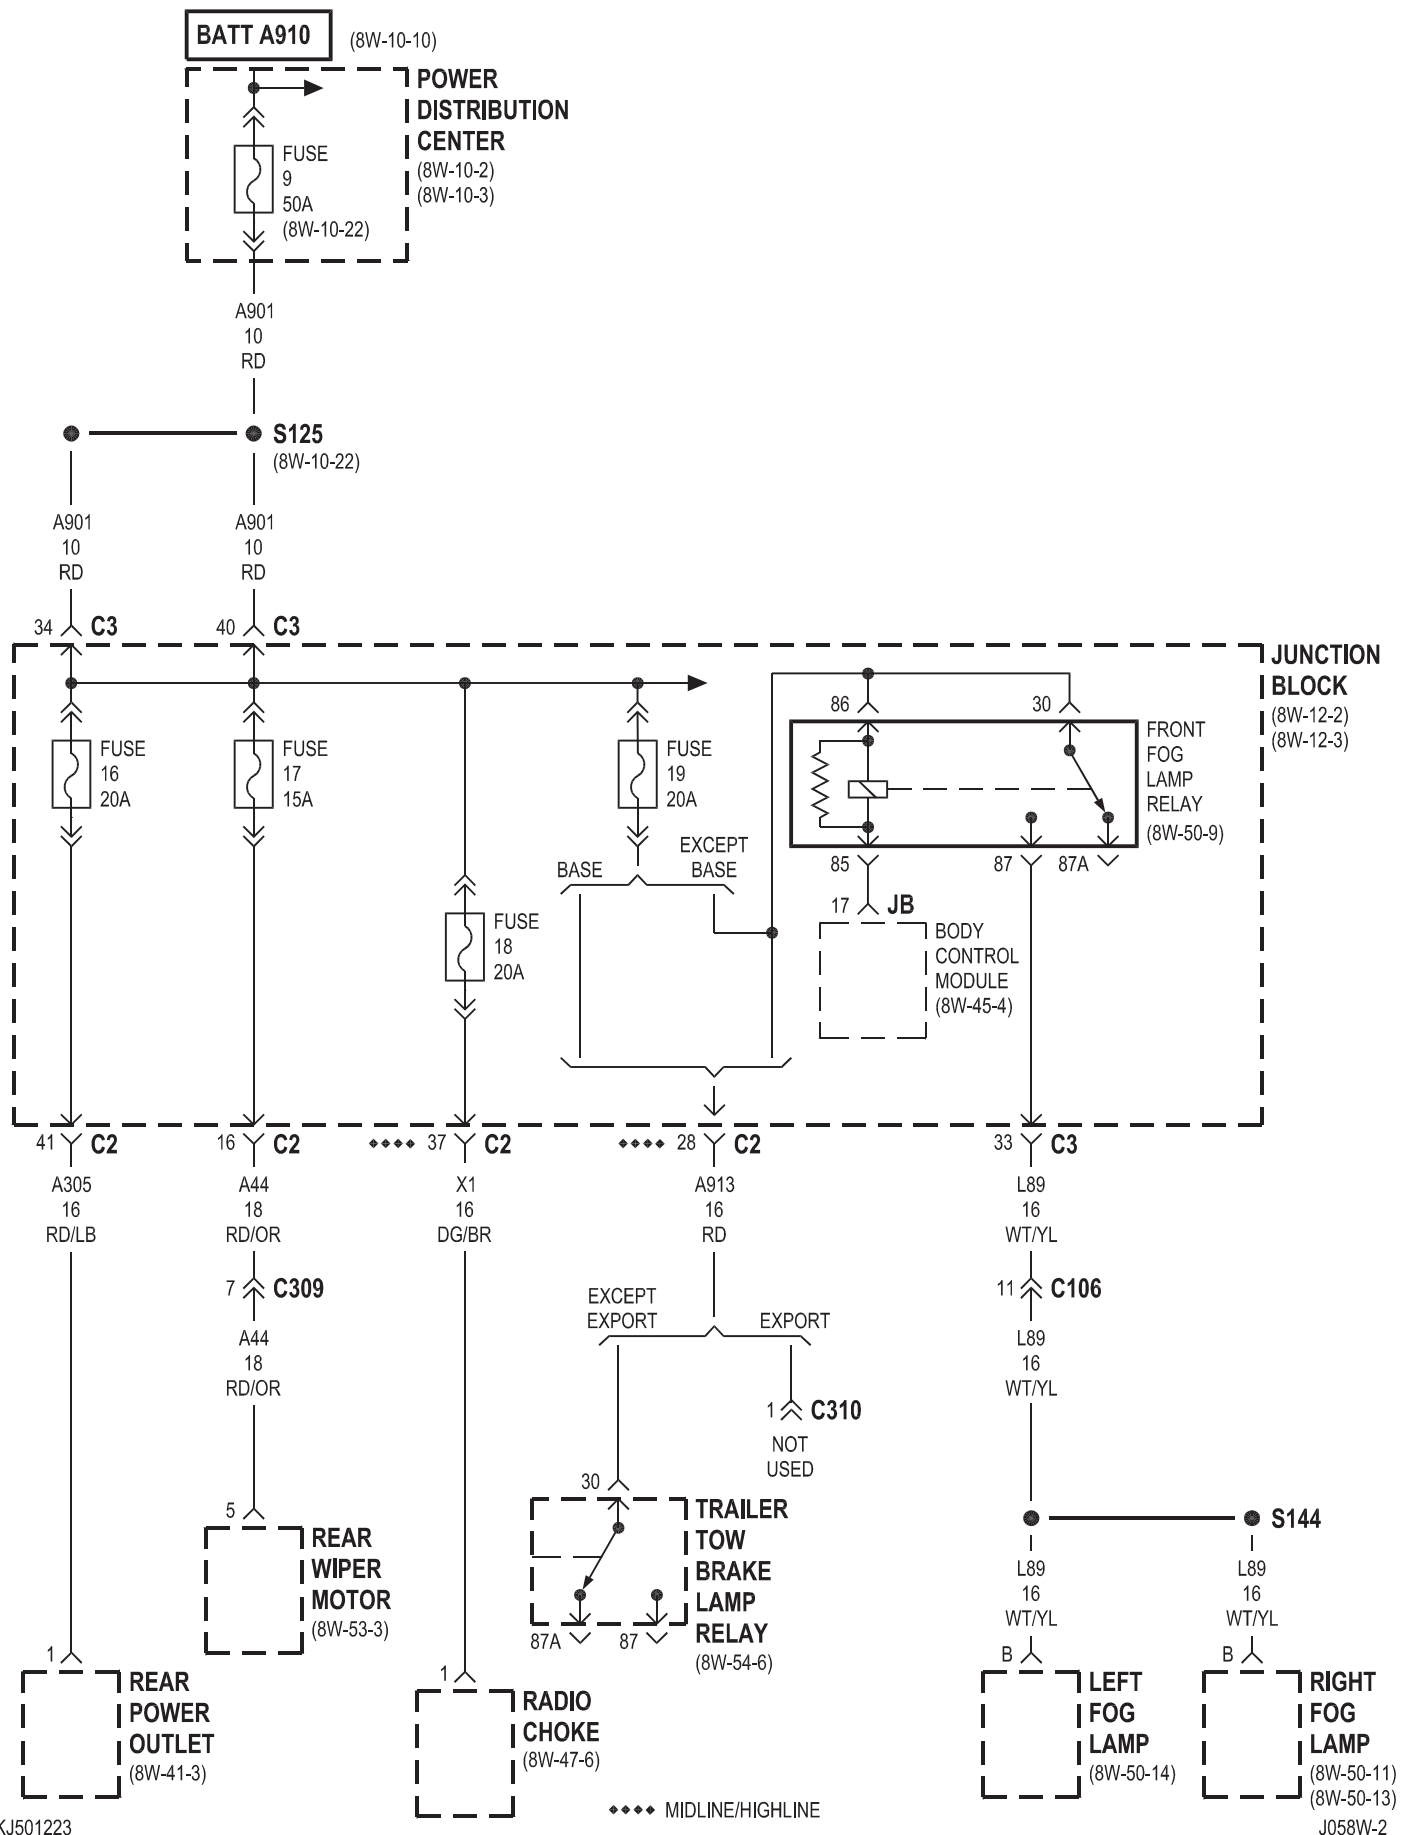 BATT A910
(8W-10-10)
POWER
DISTRIBUTION
CENTER
(8W-10-2)
(8W-10-3)
FUSE
9
50A
(8W-10-22)
A901
10
RD
S125
(8W-10-22)
A901
10
RD
A901
10
RD
34 C3
40 C3
JUNCTION
BLOCK
(8W-12-2)
(8W-12-3)
FUSE
16
20A
FUSE
17
15A
FUSE
18
20A
FUSE
19
20A
BASE
EXCEPT
BASE
86
30
FRONT
FOG
LAMP
RELAY
(8W-50-9)
85
87
87A
17 JB
BODY
CONTROL
MODULE
(8W-45-4)
41 C2
16 C2
37 C2
28 C2
33 C3
A305
16
RD/LB
A44
18
RD/OR
X1
16
DG/BR
A913
16
RD
L89
16
WT/YL
7 C309
A44
18
RD/OR
EXCEPT
EXPORT
EXPORT
1 C310
NOT
USED
11 C106
L89
16
WT/YL
30
TRAILER
TOW
BRAKE
LAMP
RELAY
(8W-54-6)
87A
87
S144
L89
16
WT/YL
L89
16
WT/YL
5
REAR
WIPER
MOTOR
(8W-53-3)
1
REAR
POWER
OUTLET
(8W-41-3)
1
RADIO
CHOKE
(8W-47-6)
B
LEFT
FOG
LAMP
(8W-50-14)
B
RIGHT
FOG
LAMP
(8W-50-11)
(8W-50-13)
MIDLINE/HIGHLINE
KJ501223
J058W-2